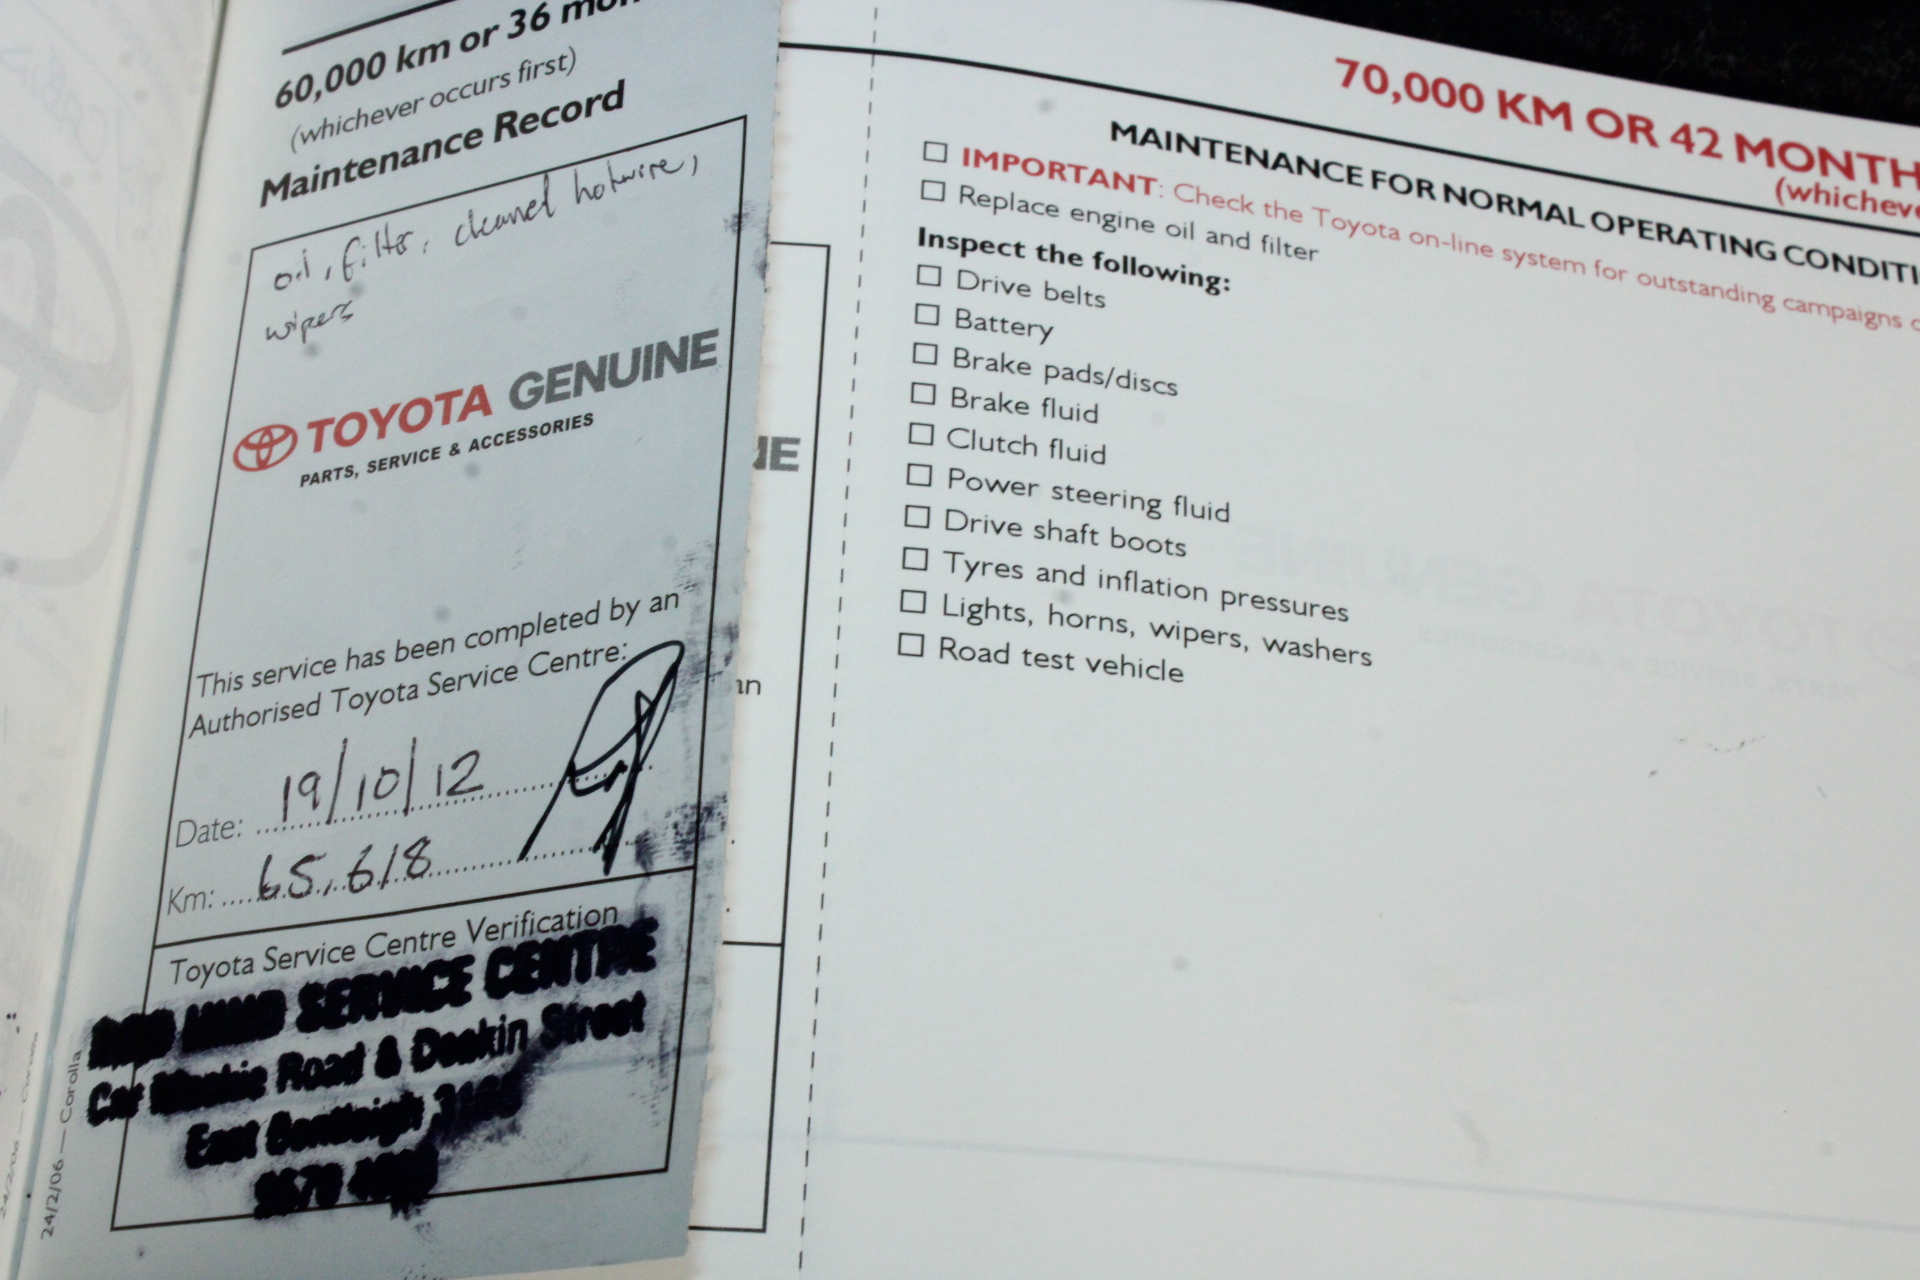 60,000 km or 36
(whichever occurs first)
Maintenance Record
oil, filter, cleaned hotwire,
wipers
TOYOTA GENUINE
PARTS, SERVICE & ACCESSORIES
This service has been completed by an
Authorised Toyota Service Centre:
Date: 19/10/12
Km: 65,618
Toyota Service Centre Verification
SERVICE CENTRE
Road & Deakin Street
East Bentleigh
24/2/06 — Corolla
70,000 KM OR 42 MONTH
MAINTENANCE FOR NORMAL OPERATING CONDITI
IMPORTANT: Check the Toyota on-line system for outstanding campaigns
Replace engine oil and filter
Inspect the following:
Drive belts
Battery
Brake pads/discs
Brake fluid
Clutch fluid
Power steering fluid
Drive shaft boots
Tyres and inflation pressures
Lights, horns, wipers, washers
Road test vehicle